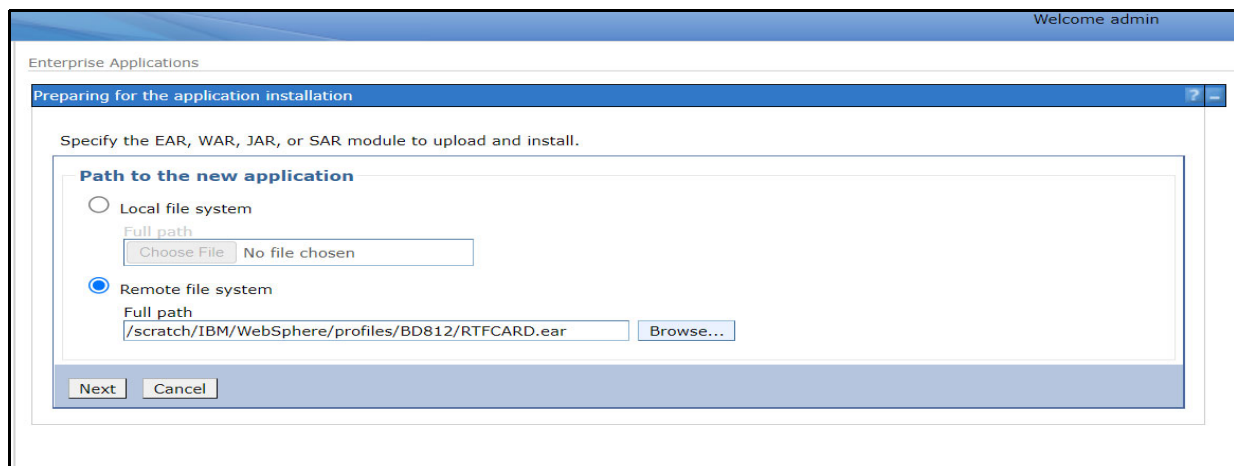 Welcome admin
Enterprise Applications
Preparing for the application installation
? –
Specify the EAR, WAR, JAR, or SAR module to upload and install.
Path to the new application
Local file system
Full path
Choose File No file chosen
Remote file system
Full path
/scratch/IBM/WebSphere/profiles/BD812/RTFCARD.ear Browse...
Next Cancel